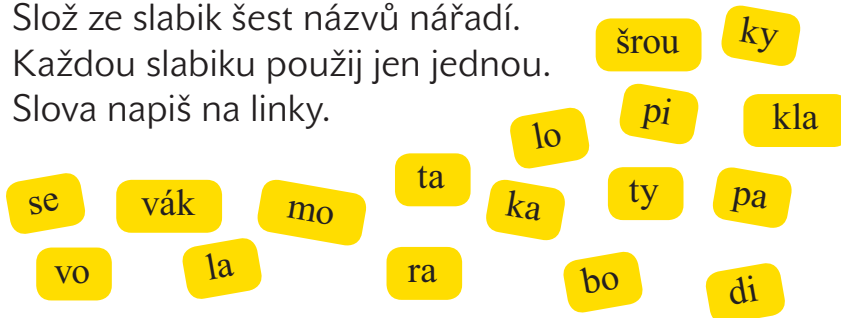 Slož ze slabik šest názvů nářadí.
Každou slabiku použij jen jednou.
Slova napiš na linky.
šrou
ky
lo
pi
kla
se
vák
mo
ta
ka
ty
pa
vo
la
ra
bo
di